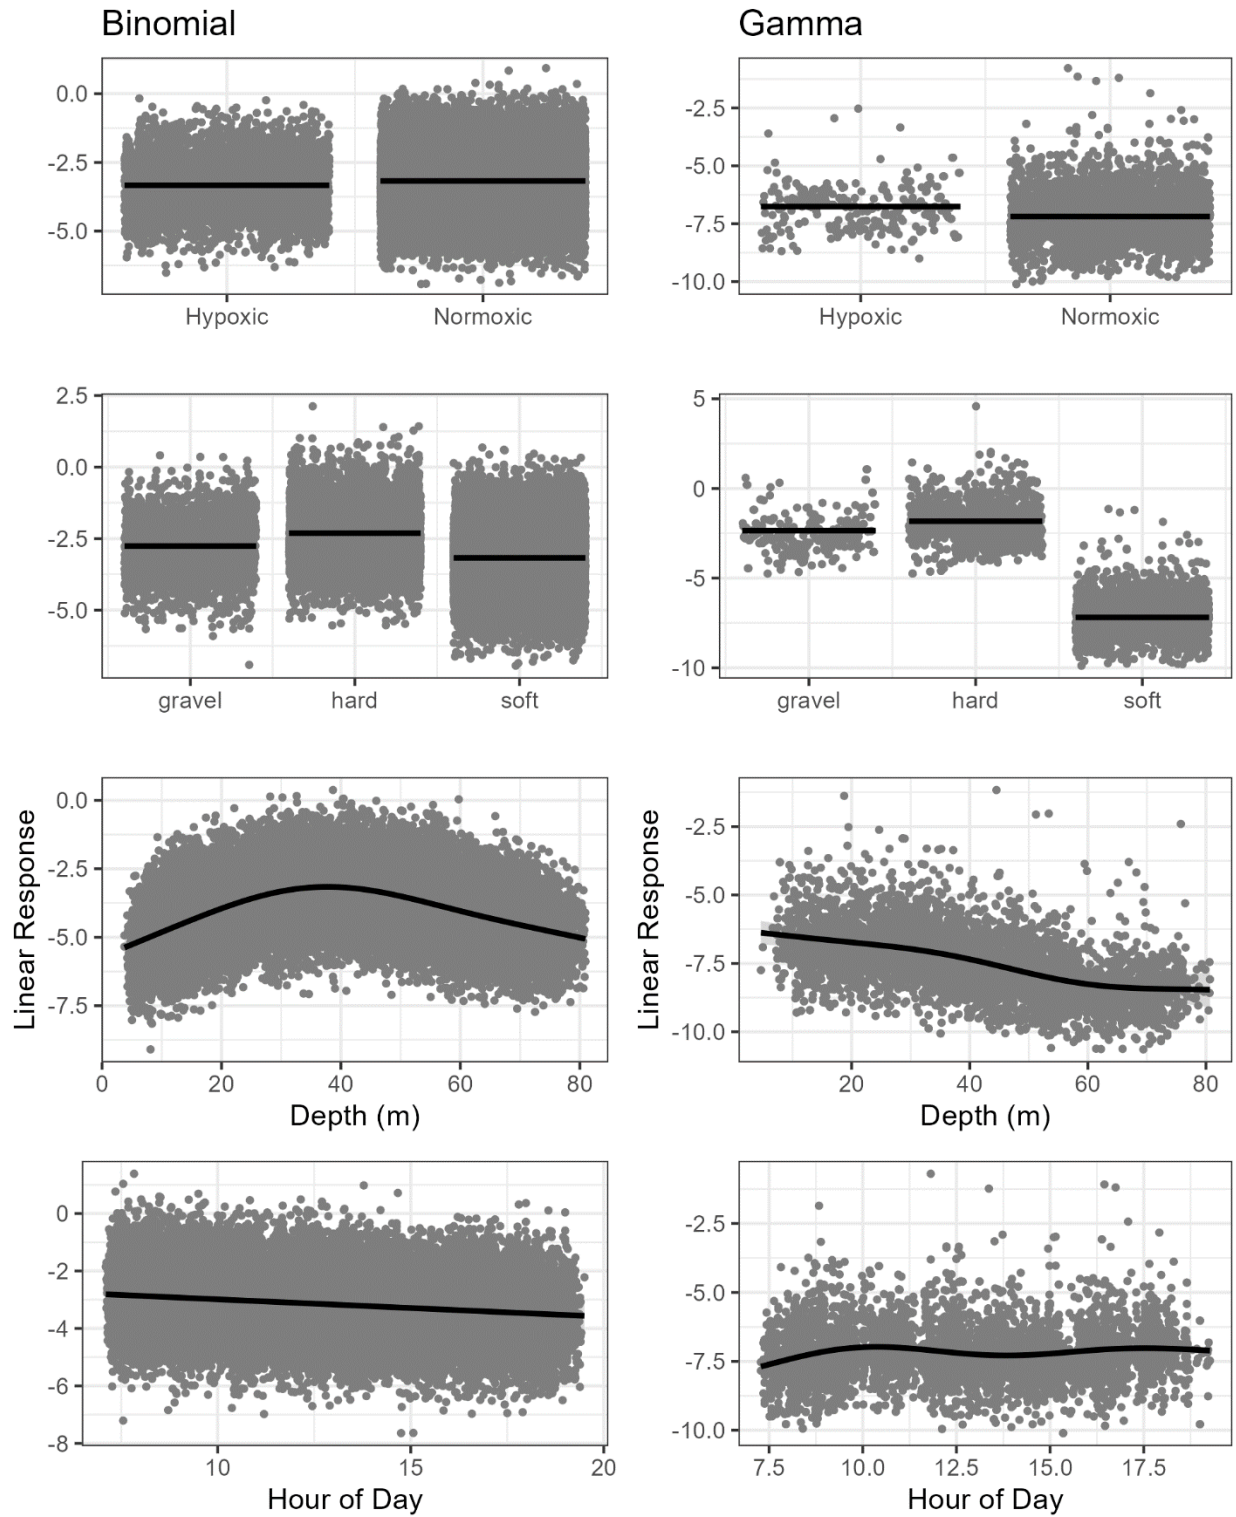 Binomial
Gamma
0.0
-2.5
-5.0
Hypoxic Normoxic
-2.5
-5.0
-7.5
-10.0
Hypoxic Normoxic
2.5
0.0
-2.5
-5.0
gravel hard soft
5
0
-5
-10
gravel hard soft
Linear Response
0.0
-2.5
-5.0
-7.5
0 20 40 60 80
Depth (m)
Linear Response
-2.5
-5.0
-7.5
-10.0
20 40 60 80
Depth (m)
0
-2
-4
-6
-8
10 15 20
Hour of Day
-2.5
-5.0
-7.5
-10.0
7.5 10.0 12.5 15.0 17.5
Hour of Day